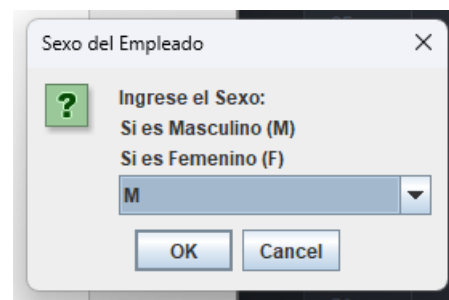 Sexo del Empleado
Ingrese el Sexo:
Si es Masculino (M)
Si es Femenino (F)
M
OK Cancel